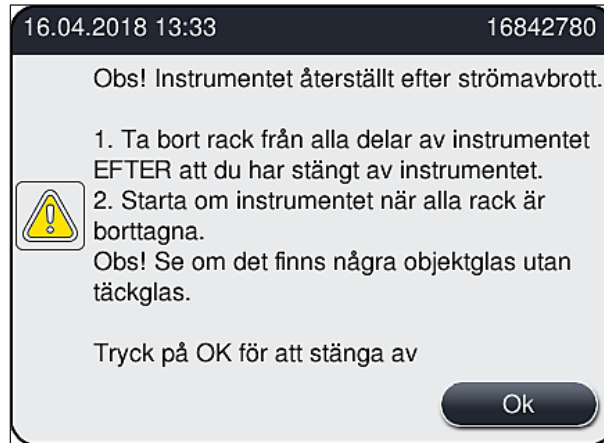 16.04.2018 13:33 16842780
Obs! Instrumentet återställt efter strömavbrott.
1. Ta bort rack från alla delar av instrumentet
EFTER att du har stängt av instrumentet.
2. Starta om instrumentet när alla rack är
borttagna.
Obs! Se om det finns några objektglas utan
täckglas.
Tryck på OK för att stänga av
Ok